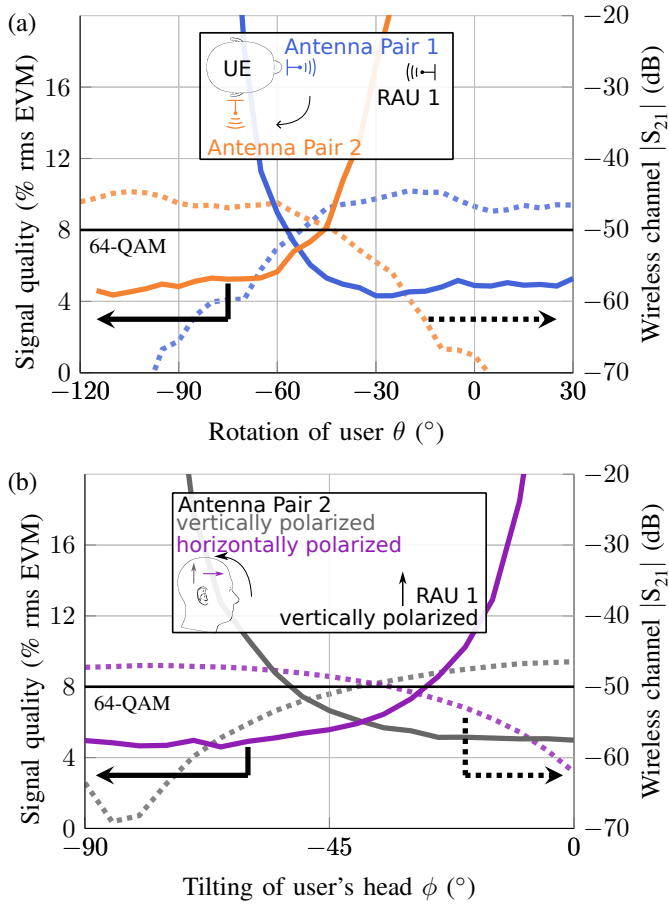 (a)
Signal quality (% rms EVM)
Wireless channel |S21| (dB)
16
12
8
4
0
−20
−30
−40
−50
−60
−70
UE
Antenna Pair 1
RAU 1
Antenna Pair 2
64-QAM
−120
−90
−60
−30
30
Rotation of user θ (°)
(b)
Signal quality (% rms EVM)
Wireless channel |S21| (dB)
16
12
8
4
0
−20
−30
−40
−50
−60
−70
Antenna Pair 2
vertically polarized
horizontally polarized
RAU 1
vertically polarized
64-QAM
−90
−45
0
Tilting of user's head ϕ (°)